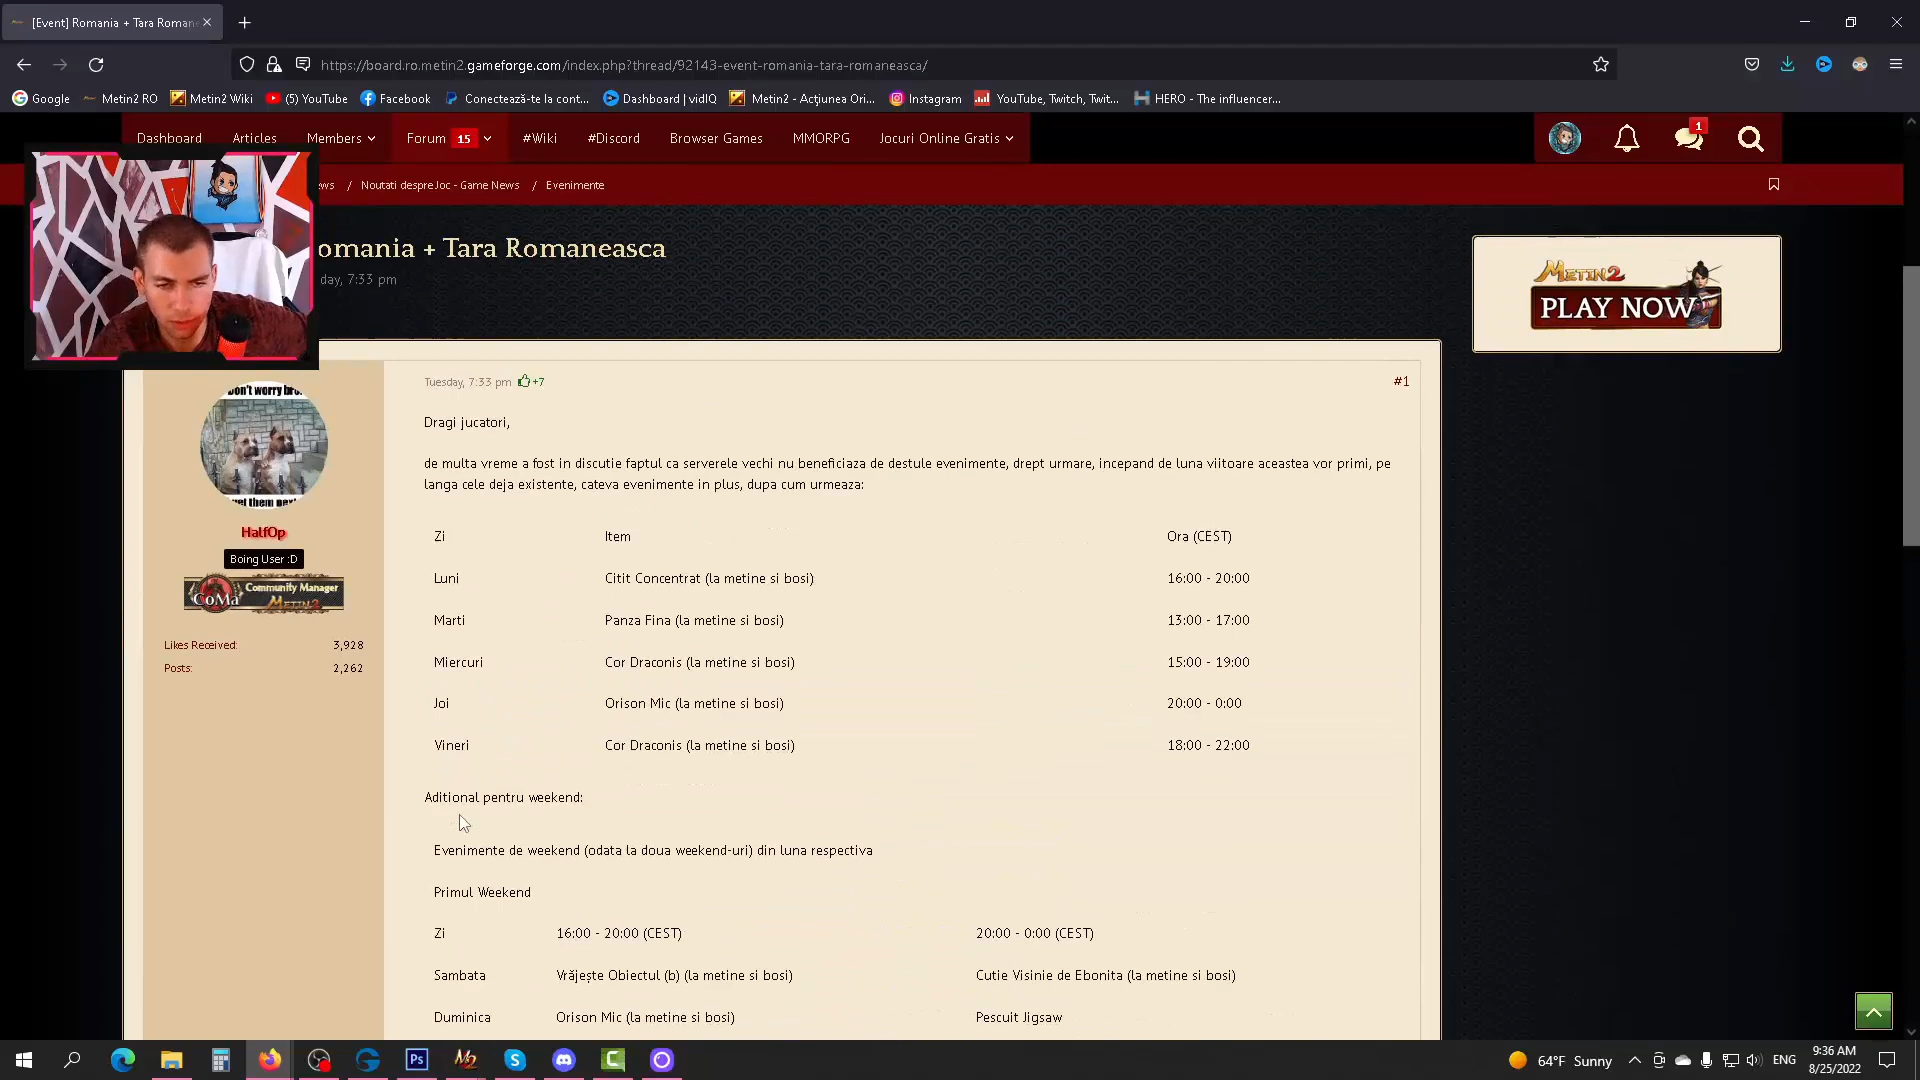 [Event] Romania + Tara Roman
https://board.ro.metin2.gameforge.com/index.php?thread/92143-event-romania-tara-romaneasca/
Google
Metin2 RO
Metin2 Wiki
(5) YouTube
Facebook
Conectează-te la cont...
Dashboard | vidIQ
Metin2 - Acțiunea Ori...
Instagram
YouTube, Twitch, Twit...
HERO - The influencer...
Dashboard
Articles
Members
Forum 15
#Wiki
#Discord
Browser Games
MMORPG
Jocuri Online Gratis
1
ews / Noutati despre Joc - Game News / Evenimente
omania + Tara Romaneasca
day, 7:33 pm
METIN2
PLAY NOW
Tuesday, 7:33 pm +7
#1
Don't worry bro.
HalfOp
Boing User :D
CoMa Community Manager
METIN2
Likes Received: 3,928
Posts: 2,262
Dragi jucatori,
de multa vreme a fost in discutie faptul ca serverele vechi nu beneficiaza de destule evenimente, drept urmare, incepand de luna viitoare aceastea vor primi, pe
langa cele deja existente, cateva evenimente in plus, dupa cum urmeaza:
Zi Item Ora (CEST)
Luni Citit Concentrat (la metine si bosi) 16:00 - 20:00
Marti Panza Fina (la metine si bosi) 13:00 - 17:00
Miercuri Cor Draconis (la metine si bosi) 15:00 - 19:00
Joi Orison Mic (la metine si bosi) 20:00 - 0:00
Vineri Cor Draconis (la metine si bosi) 18:00 - 22:00
Aditional pentru weekend:
Evenimente de weekend (odata la doua weekend-uri) din luna respectiva
Primul Weekend
Zi 16:00 - 20:00 (CEST) 20:00 - 0:00 (CEST)
Sambata Vrăjește Obiectul (b) (la metine si bosi) Cutie Visinie de Ebonita (la metine si bosi)
Duminica Orison Mic (la metine si bosi) Pescuit Jigsaw
64°F Sunny
ENG
9:36 AM
8/25/2022